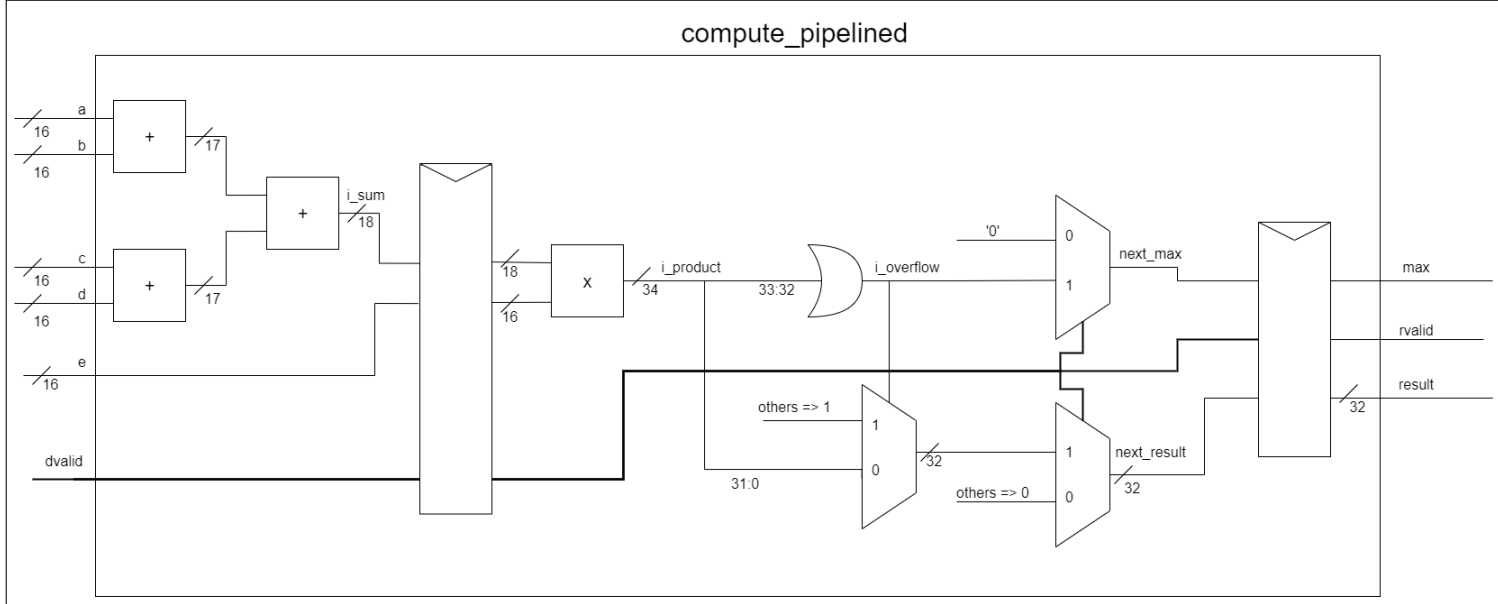 compute_pipelined
a
16
b
16
+
17
c
16
d
16
+
17
+
i_sum
18
e
16
dvalid
18
16
x
34
i_product
33:32
i_overflow
31:0
others => 1
1
0
32
'0'
0
1
next_max
others => 0
1
0
next_result
32
max
rvalid
result
32